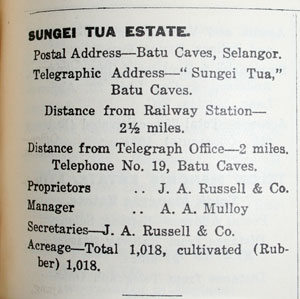 SUNGEI TUA ESTATE.
Postal Address—Batu Caves, Selangor.
Telegraphic Address—“Sungei Tua,”
Batu Caves.
Distance from Railway Station—
2½ miles.
Distance from Telegraph Office—2 miles.
Telephone No. 19, Batu Caves.
Proprietors .. J. A. Russell & Co.
Manager .. A. A. Mulloy
Secretaries—J. A. Russell & Co.
Acreage—Total 1,018, cultivated (Rub-
ber) 1,018.